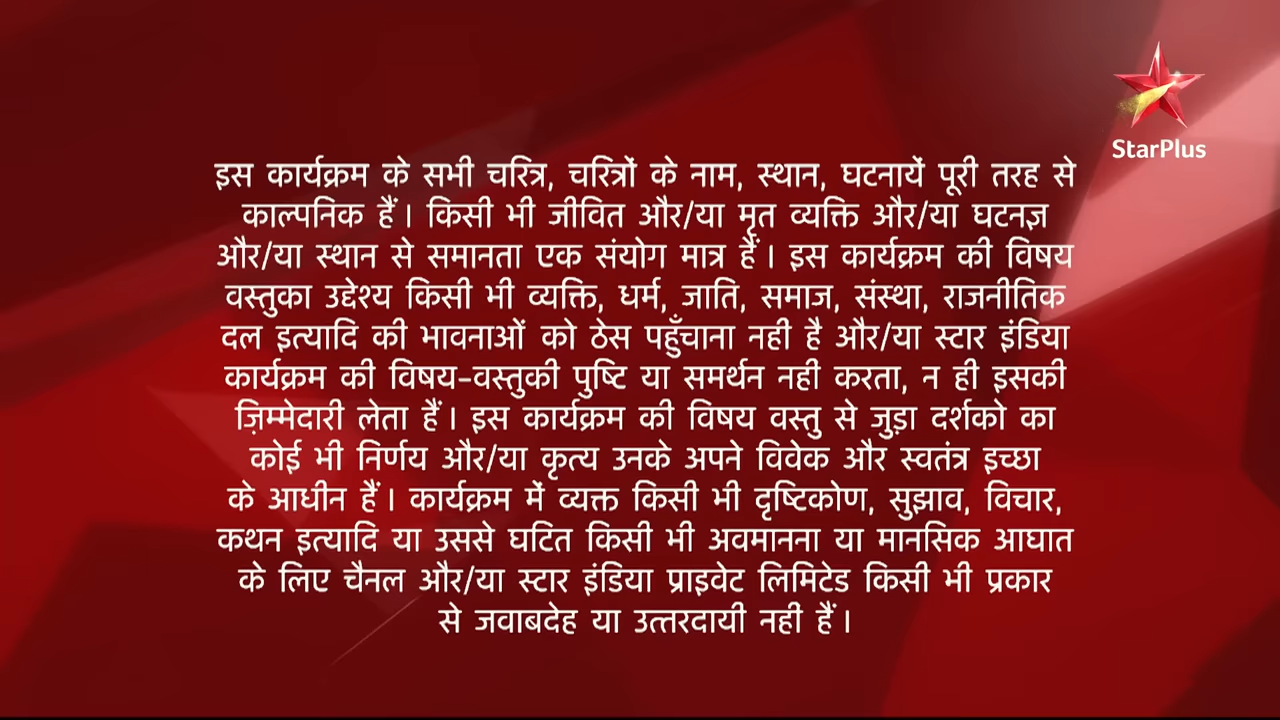 StarPlus
इस कार्यक्रम के सभी चरित्र, चरित्रों के नाम, स्थान, घटनायें पूरी तरह से
काल्पनिक हैं। किसी भी जीवित और/या मृत व्यक्ति और/या घटनज्ञ
और/या स्थान से समानता एक संयोग मात्र हैं। इस कार्यक्रम की विषय
वस्तुका उद्देश्य किसी भी व्यक्ति, धर्म, जाति, समाज, संस्था, राजनीतिक
दल इत्यादि की भावनाओं को ठेस पहुँचाना नही है और/या स्टार इंडिया
कार्यक्रम की विषय-वस्तुकी पुष्टि या समर्थन नही करता, न ही इसकी
ज़िम्मेदारी लेता हैं। इस कार्यक्रम की विषय वस्तु से जुड़ा दर्शको का
कोई भी निर्णय और/या कृत्य उनके अपने विवेक और स्वतंत्र इच्छा
के आधीन हैं। कार्यक्रम में व्यक्त किसी भी दृष्टिकोण, सुझाव, विचार,
कथन इत्यादि या उससे घटित किसी भी अवमानना या मानसिक आघात
के लिए चैनल और/या स्टार इंडिया प्राइवेट लिमिटेड किसी भी प्रकार
से जवाबदेह या उत्तरदायी नही हैं।